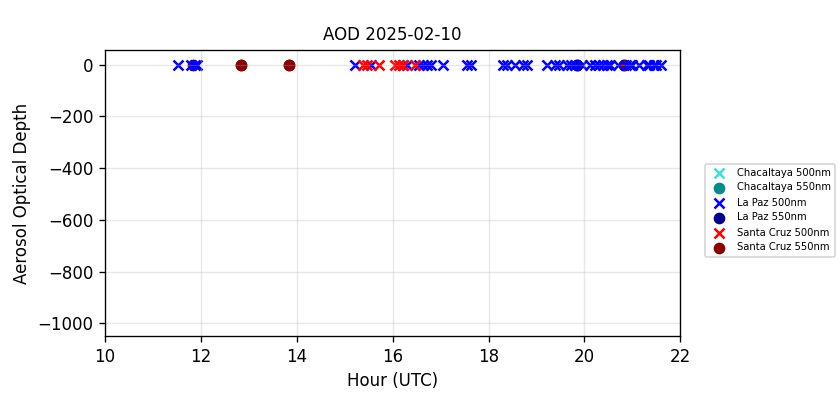 AOD 2025-02-10
Aerosol Optical Depth
0
−200
−400
−600
−800
−1000
10 12 14 16 18 20 22
Hour (UTC)
Chacaltaya 500nm
Chacaltaya 550nm
La Paz 500nm
La Paz 550nm
Santa Cruz 500nm
Santa Cruz 550nm